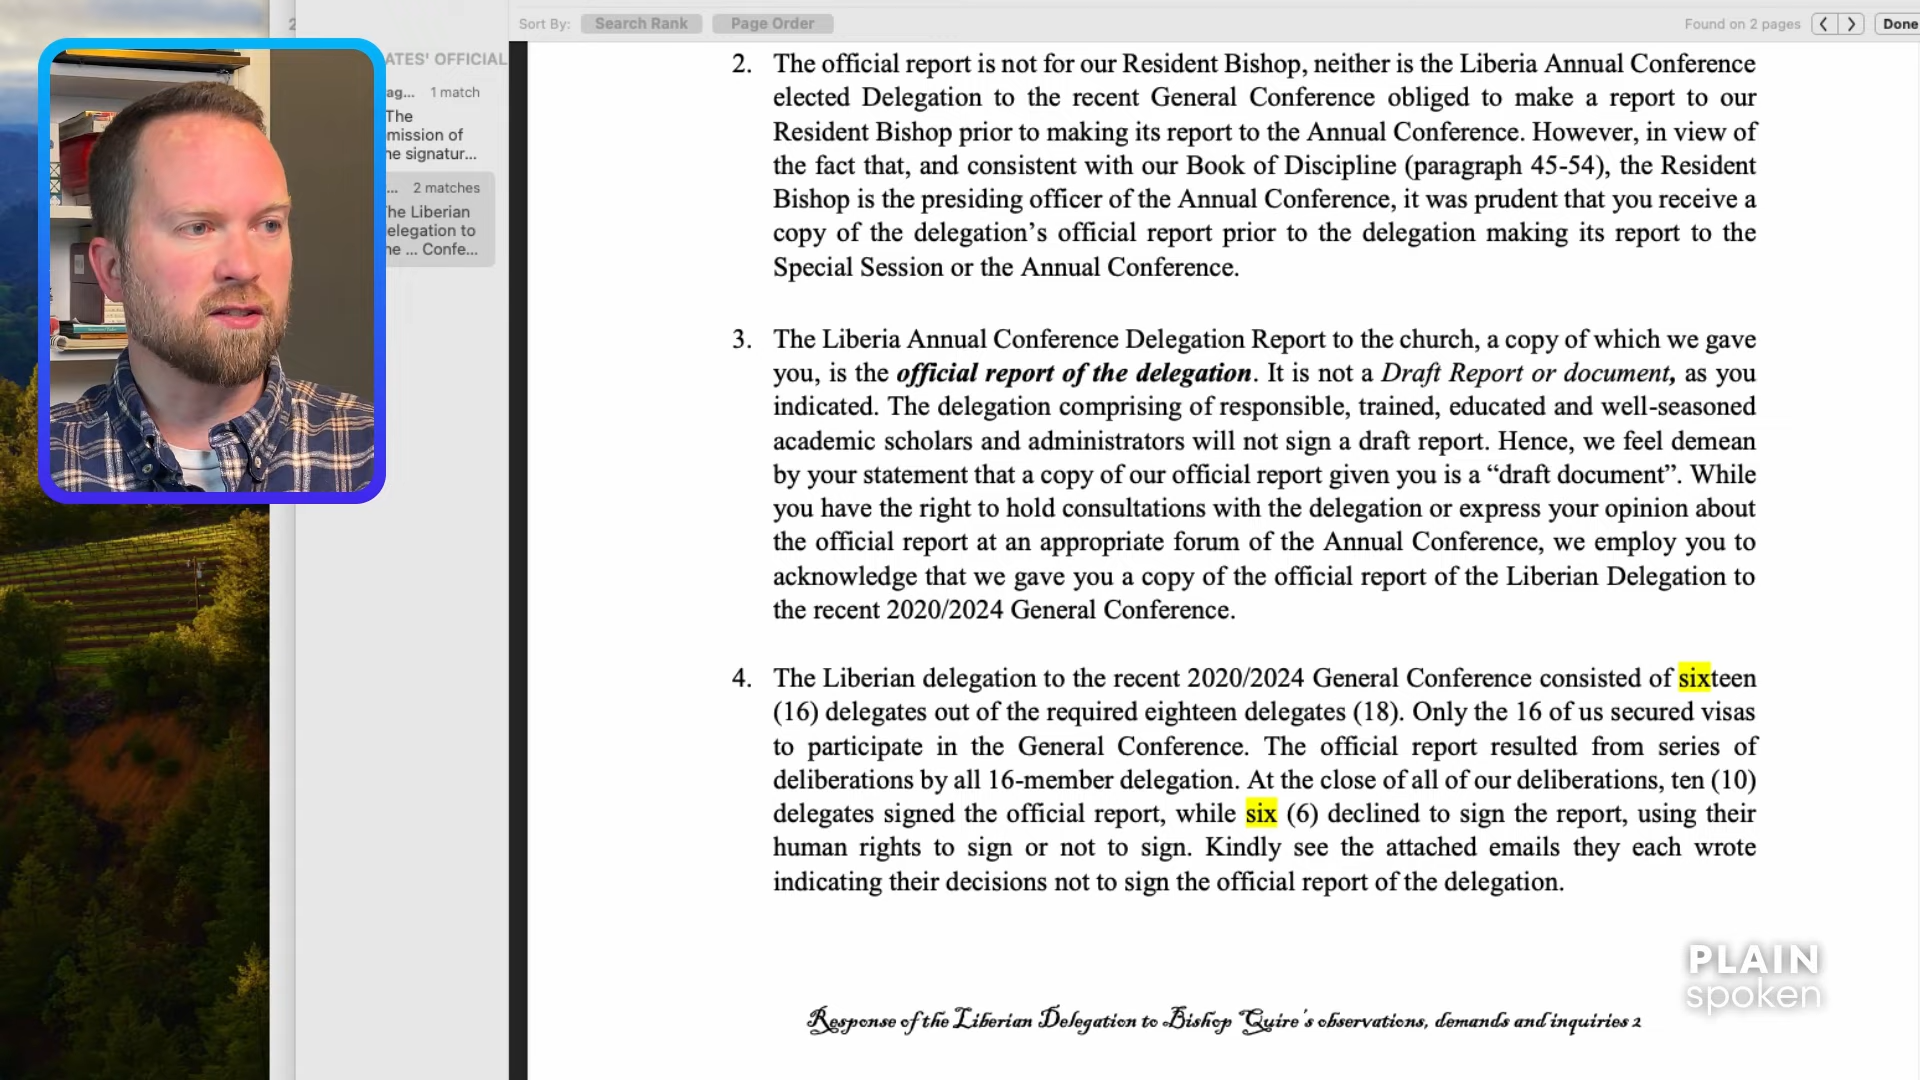 2
Sort By: Search Rank Page Order
Found on 2 pages < > Done
ATES' OFFICIAL
ag... 1 match
The
mission of
he signatur...
... 2 matches
The Liberian
elegation to
he ... Confe...
2. The official report is not for our Resident Bishop, neither is the Liberia Annual Conference
elected Delegation to the recent General Conference obliged to make a report to our
Resident Bishop prior to making its report to the Annual Conference. However, in view of
the fact that, and consistent with our Book of Discipline (paragraph 45-54), the Resident
Bishop is the presiding officer of the Annual Conference, it was prudent that you receive a
copy of the delegation’s official report prior to the delegation making its report to the
Special Session or the Annual Conference.
3. The Liberia Annual Conference Delegation Report to the church, a copy of which we gave
you, is the official report of the delegation. It is not a Draft Report or document, as you
indicated. The delegation comprising of responsible, trained, educated and well-seasoned
academic scholars and administrators will not sign a draft report. Hence, we feel demean
by your statement that a copy of our official report given you is a “draft document”. While
you have the right to hold consultations with the delegation or express your opinion about
the official report at an appropriate forum of the Annual Conference, we employ you to
acknowledge that we gave you a copy of the official report of the Liberian Delegation to
the recent 2020/2024 General Conference.
4. The Liberian delegation to the recent 2020/2024 General Conference consisted of sixteen
(16) delegates out of the required eighteen delegates (18). Only the 16 of us secured visas
to participate in the General Conference. The official report resulted from series of
deliberations by all 16-member delegation. At the close of all of our deliberations, ten (10)
delegates signed the official report, while six (6) declined to sign the report, using their
human rights to sign or not to sign. Kindly see the attached emails they each wrote
indicating their decisions not to sign the official report of the delegation.
PLAIN
spoken
Response of the Liberian Delegation to Bishop Quire's observations, demands and inquiries 2